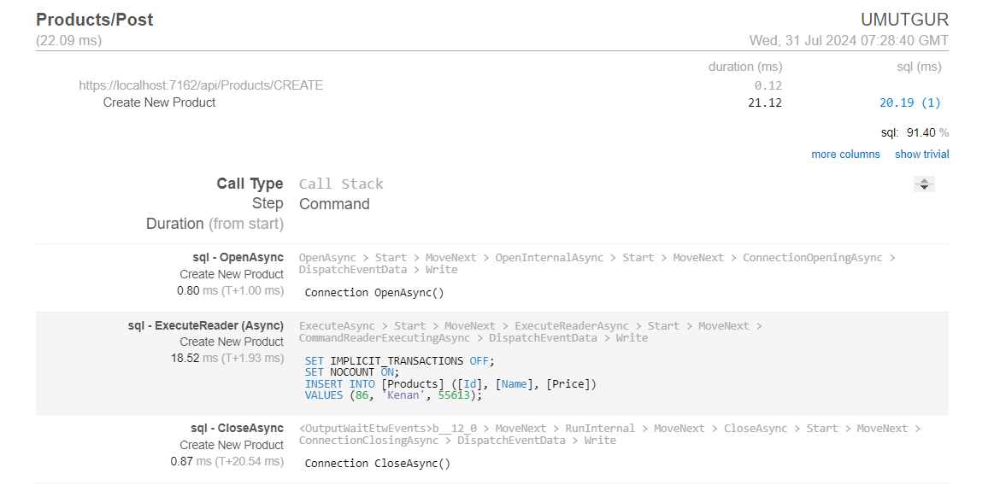 Products/Post UMUTGUR
(22.09 ms) Wed, 31 Jul 2024 07:28:40 GMT
duration (ms) sql (ms)
https://localhost:7162/api/Products/CREATE 0.12
Create New Product 21.12 20.19 (1)
sql: 91.40 %
more columns show trivial
Call Type Call Stack
Step Command
Duration (from start)
sql - OpenAsync OpenAsync > Start > MoveNext > OpenInternalAsync > Start > MoveNext > ConnectionOpeningAsync >
Create New Product DispatchEventData > Write
0.80 ms (T+1.00 ms) Connection OpenAsync()
sql - ExecuteReader (Async) ExecuteAsync > Start > MoveNext > ExecuteReaderAsync > Start > MoveNext >
Create New Product CommandReaderExecutingAsync > DispatchEventData > Write
18.52 ms (T+1.93 ms)
SET IMPLICIT_TRANSACTIONS OFF;
SET NOCOUNT ON;
INSERT INTO [Products] ([Id], [Name], [Price])
VALUES (86, 'Kenan', 55613);
sql - CloseAsync <OutputWaitEtwEvents>b__12_0 > MoveNext > RunInternal > MoveNext > CloseAsync > Start > MoveNext >
Create New Product ConnectionClosingAsync > DispatchEventData > Write
0.87 ms (T+20.54 ms) Connection CloseAsync()